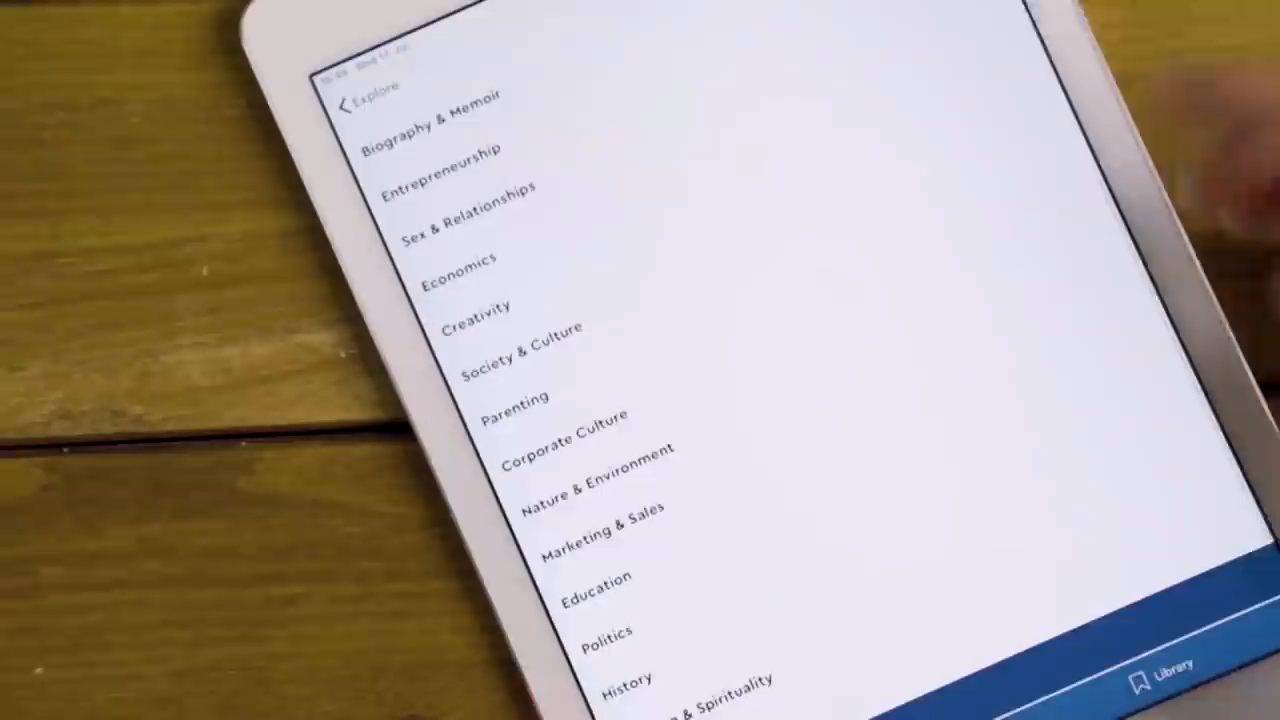 Explore
Biography & Memoir
Entrepreneurship
Sex & Relationships
Economics
Creativity
Society & Culture
Parenting
Corporate Culture
Nature & Environment
Marketing & Sales
Education
Politics
History
& Spirituality
Library